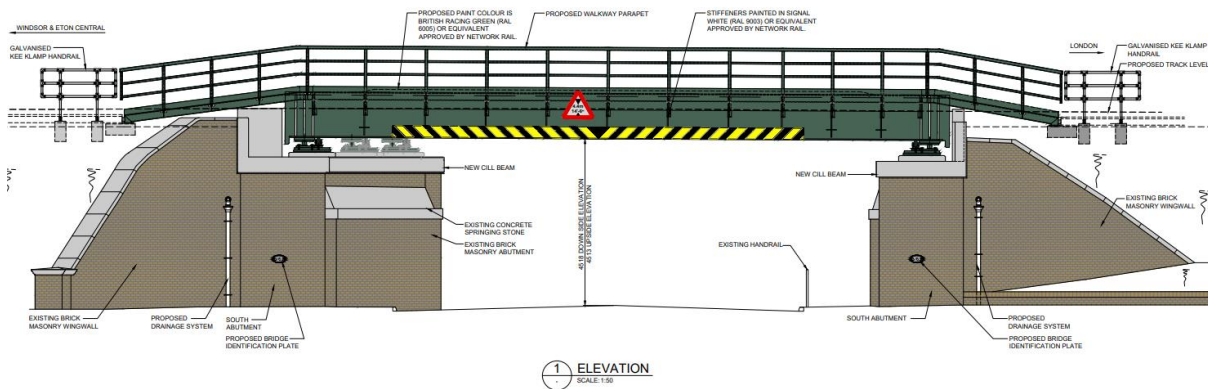 WINDSOR & ETON CENTRAL
GALVANISED
KEE KLAMP HANDRAIL
PROPOSED PAINT COLOUR IS
BRITISH RACING GREEN (RAL
6005) OR EQUIVALENT
APPROVED BY NETWORK RAIL.
PROPOSED WALKWAY PARAPET
STIFFENERS PAINTED IN SIGNAL
WHITE (RAL 9003) OR EQUIVALENT
APPROVED BY NETWORK RAIL.
LONDON
GALVANISED KEE KLAMP
HANDRAIL
PROPOSED TRACK LEVEL
NEW CILL BEAM
NEW CILL BEAM
EXISTING CONCRETE
SPRINGING STONE
EXISTING BRICK
MASONRY ABUTMENT
4518 DOWN SIDE ELEVATION
4513 UPSIDE ELEVATION
EXISTING HANDRAIL
EXISTING BRICK
MASONRY WINGWALL
EXISTING BRICK
MASONRY WINGWALL
PROPOSED
DRAINAGE SYSTEM
SOUTH
ABUTMENT
PROPOSED BRIDGE
IDENTIFICATION PLATE
SOUTH ABUTMENT
PROPOSED
DRAINAGE SYSTEM
PROPOSED BRIDGE
IDENTIFICATION PLATE
1 ELEVATION
SCALE: 1:50